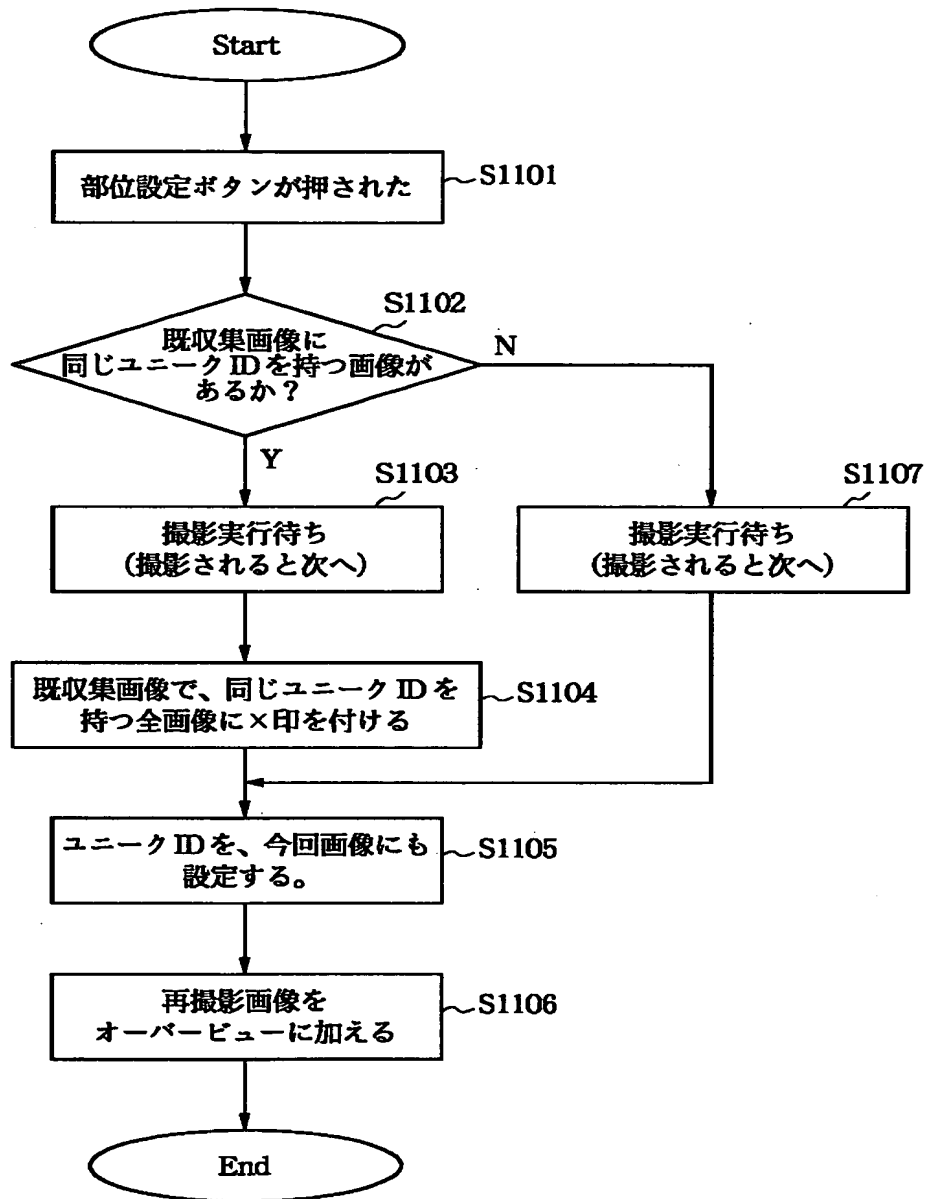 Start
部位設定ボタンが押された
S1101
S1102
既収集画像に
同じユニークIDを持つ画像が
あるか？
N
Y
S1103
撮影実行待ち
(撮影されると次へ)
S1107
撮影実行待ち
(撮影されると次へ)
既収集画像で、同じユニークIDを
持つ全画像に×印を付ける
S1104
ユニークIDを、今回画像にも
設定する。
S1105
再撮影画像を
オーバービューに加える
S1106
End